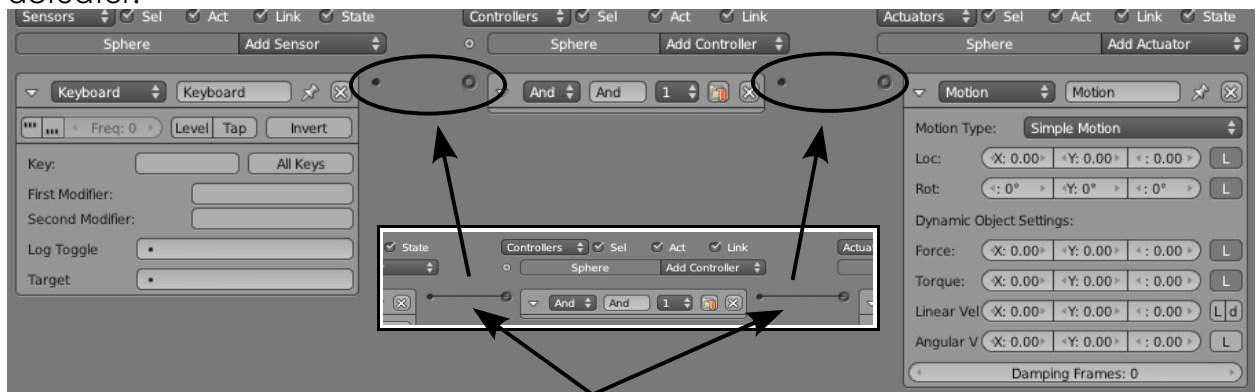 actuator.
Sensors Sel Act Link State Controllers Sel Act Link Actuators Sel Act Link State
Sphere Add Sensor Sphere Add Controller Sphere Add Actuator
Keyboard Keyboard And And 1 Motion Motion
Freq: 0 Level Tap Invert Motion Type: Simple Motion
Key: All Keys Loc: X: 0.00 Y: 0.00 : 0.00 L
First Modifier: Rot: : 0° Y: 0° : 0° L
Second Modifier: Dynamic Object Settings:
State Controllers Sel Act Link Actua
Log Toggle Force: X: 0.00 Y: 0.00 : 0.00 L
Sphere Add Controller
Target Torque: X: 0.00 Y: 0.00 : 0.00 L
And And 1
Linear Vel X: 0.00 Y: 0.00 : 0.00 L d
Angular V X: 0.00 Y: 0.00 : 0.00 L
Damping Frames: 0